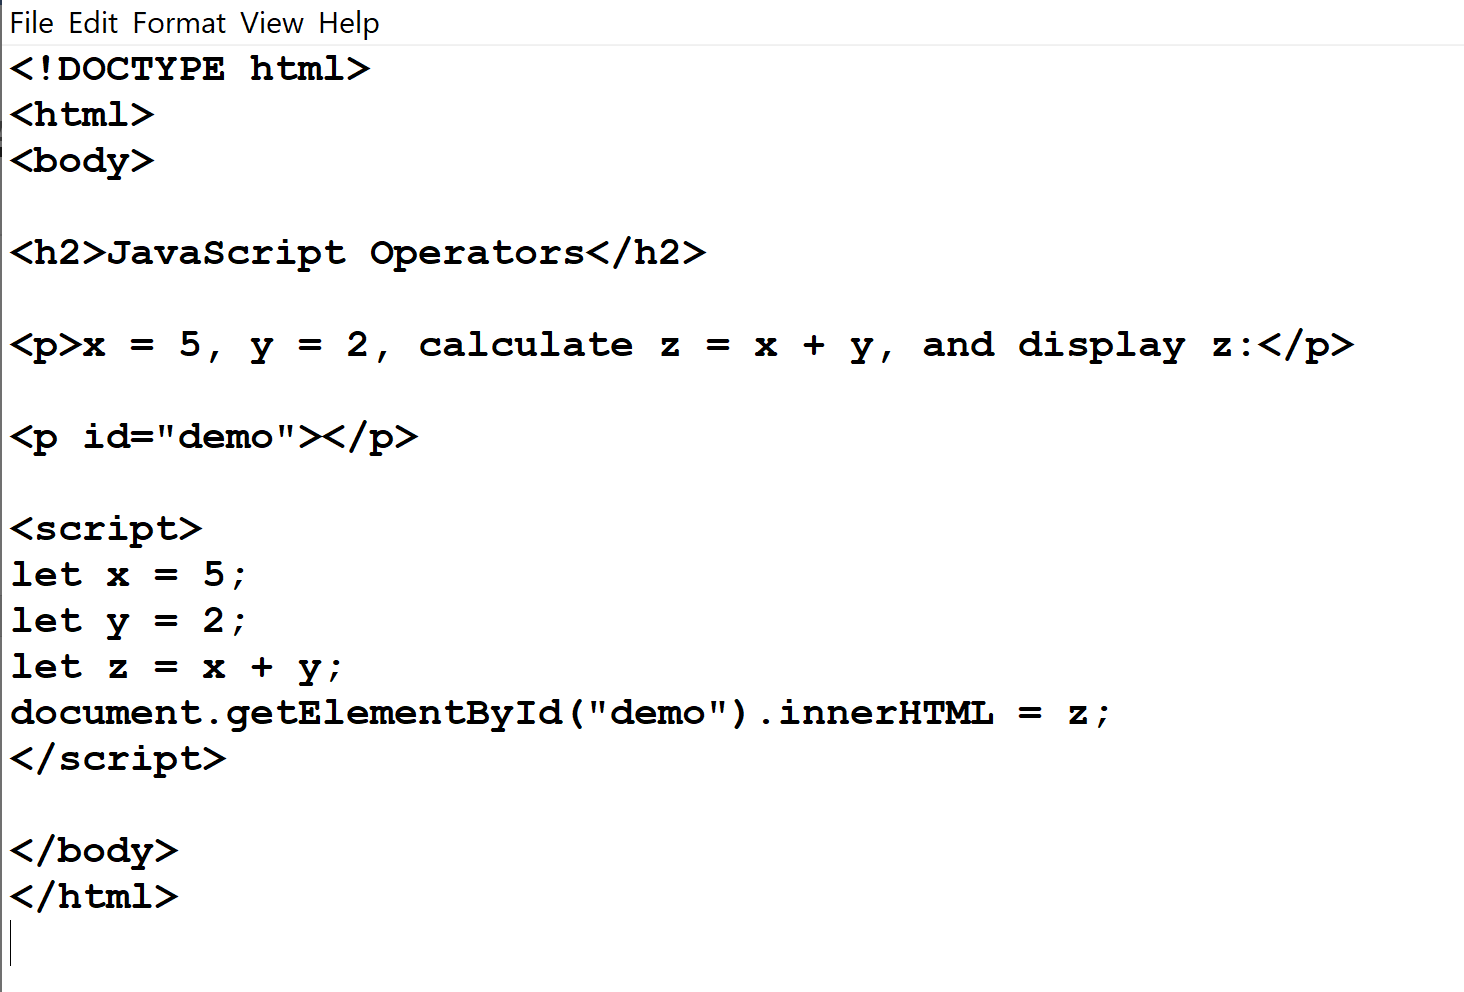 File Edit Format View Help
<!DOCTYPE html>
<html>
<body>
<h2>JavaScript Operators</h2>
<p>x = 5, y = 2, calculate z = x + y, and display z:</p>
<p id="demo"></p>
<script>
let x = 5;
let y = 2;
let z = x + y;
document.getElementById("demo").innerHTML = z;
</script>
</body>
</html>